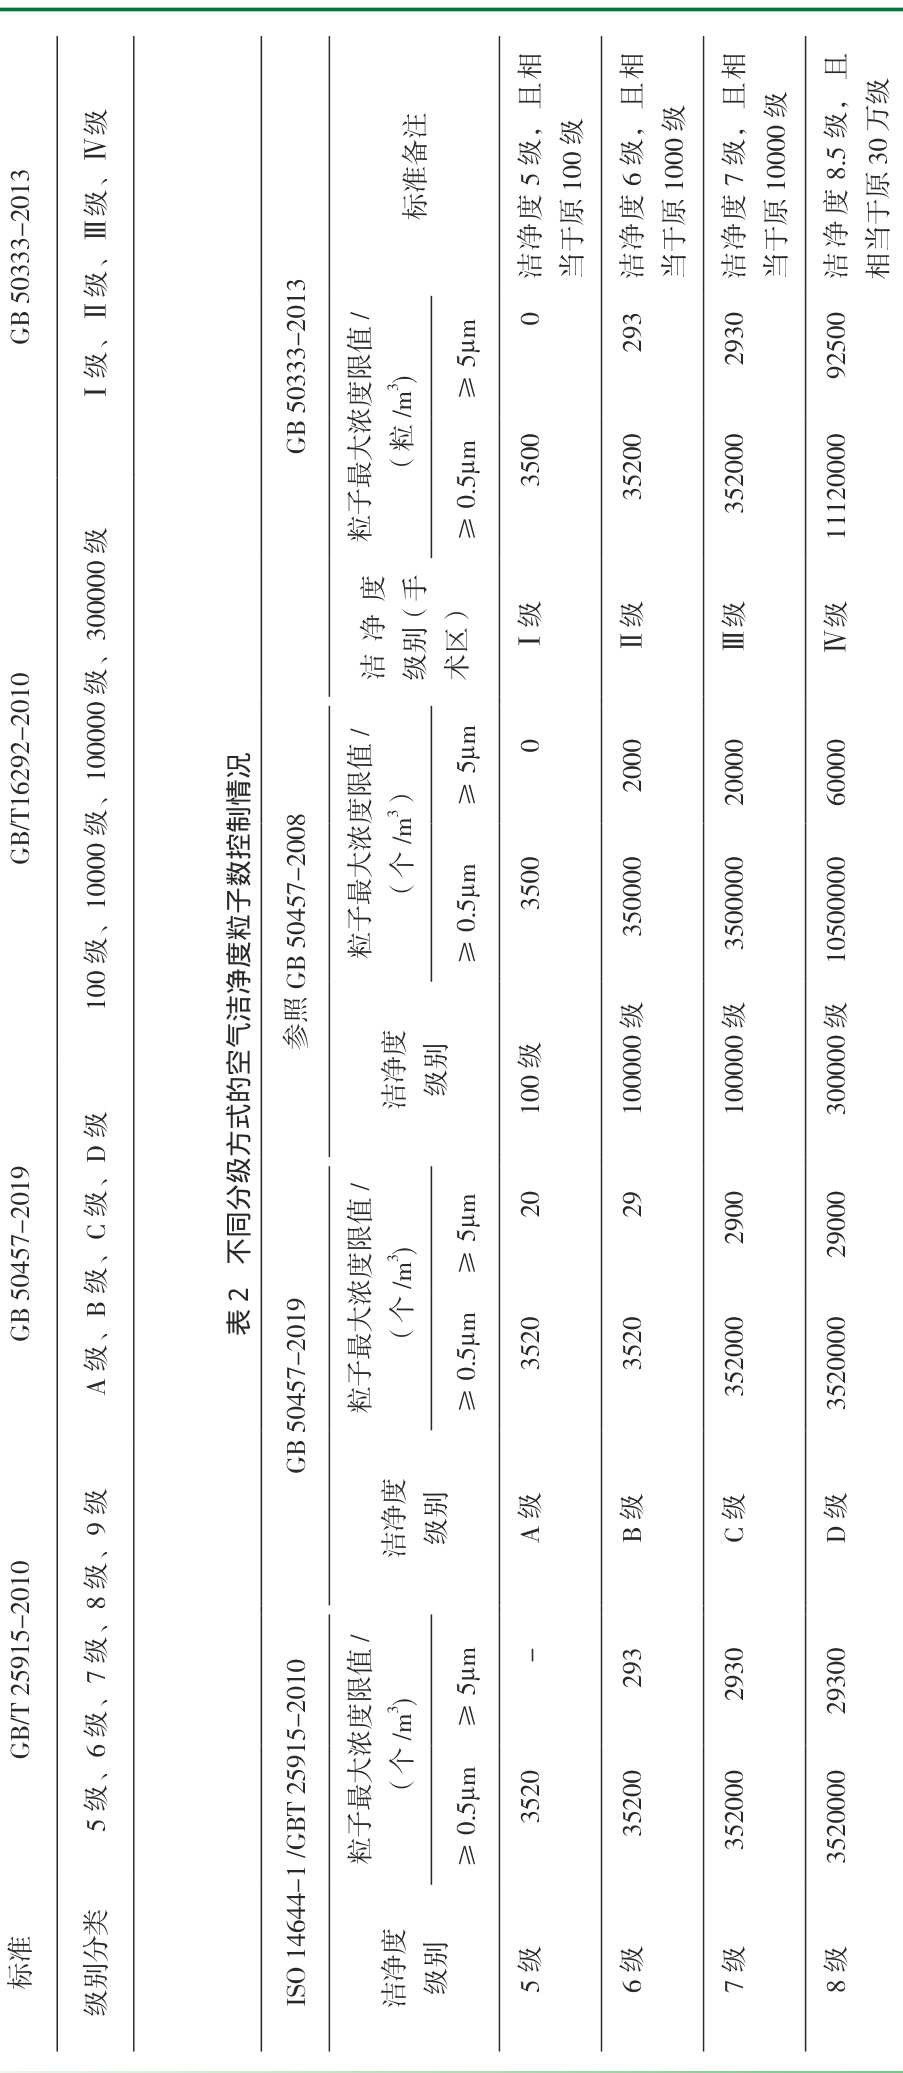 标准 GB/T 25915-2010 GB 50457-2019 GB/T16292-2010 GB 50333-2013
级别分类 5 级、6 级、7 级、8 级、9 级 A 级、B 级、C 级、D 级 100 级、10000 级、100000 级、300000 级 Ⅰ级、Ⅱ级、Ⅲ级、Ⅳ级
表 2 不同分级方式的空气洁净度粒子数控制情况
ISO 14644-1 /GBT 25915-2010 GB 50457-2019 参照 GB 50457-2008 GB 50333-2013
洁净度 粒子最大浓度限值 / 洁净度 粒子最大浓度限值 / 洁净度 粒子最大浓度限值 / 洁净度 粒子最大浓度限值 / 标准备注
级别 （个 /m³） 级别 （个 /m³） 级别 （个 /m³） 级别（手 （粒 /m³）
≥ 0.5μm ≥ 5μm ≥ 0.5μm ≥ 5μm ≥ 0.5μm ≥ 5μm 术区） ≥ 0.5μm ≥ 5μm
5 级 3520 – A 级 3520 20 100 级 3500 0 Ⅰ级 3500 0 洁净度 5 级，且相
当于原 100 级
6 级 35200 293 B 级 3520 29 100000 级 350000 2000 Ⅱ级 35200 293 洁净度 6 级，且相
当于原 1000 级
7 级 352000 2930 C 级 352000 2900 100000 级 3500000 20000 Ⅲ级 352000 2930 洁净度 7 级，且相
当于原 10000 级
8 级 3520000 29300 D 级 3520000 29000 300000 级 10500000 60000 Ⅳ级 11120000 92500 洁净度 8.5 级，且
相当于原 30 万级